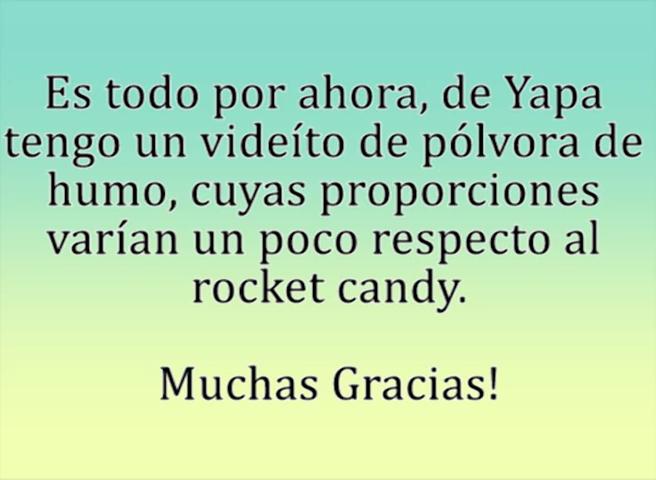 Es todo por ahora, de Yapa
tengo un videíto de pólvora de
humo, cuyas proporciones
varían un poco respecto al
rocket candy.
Muchas Gracias!